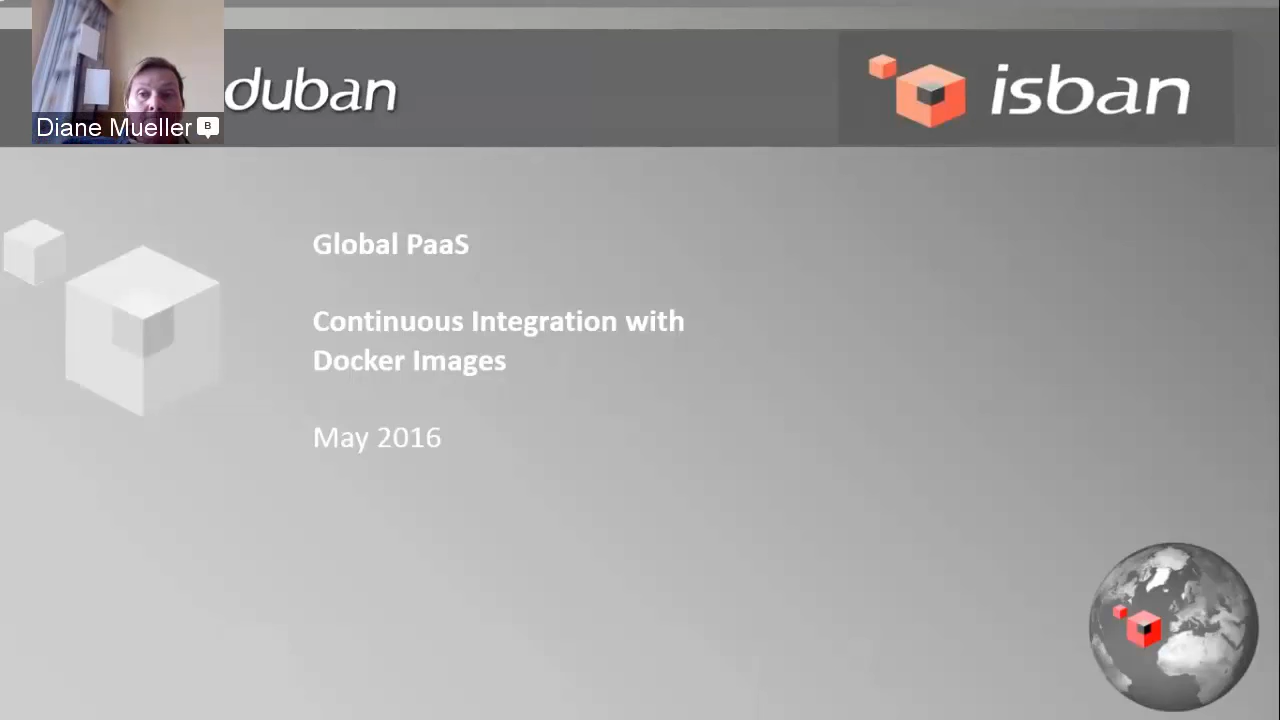 duban
isban
Diane Mueller B
Global PaaS
Continuous Integration with
Docker Images
May 2016